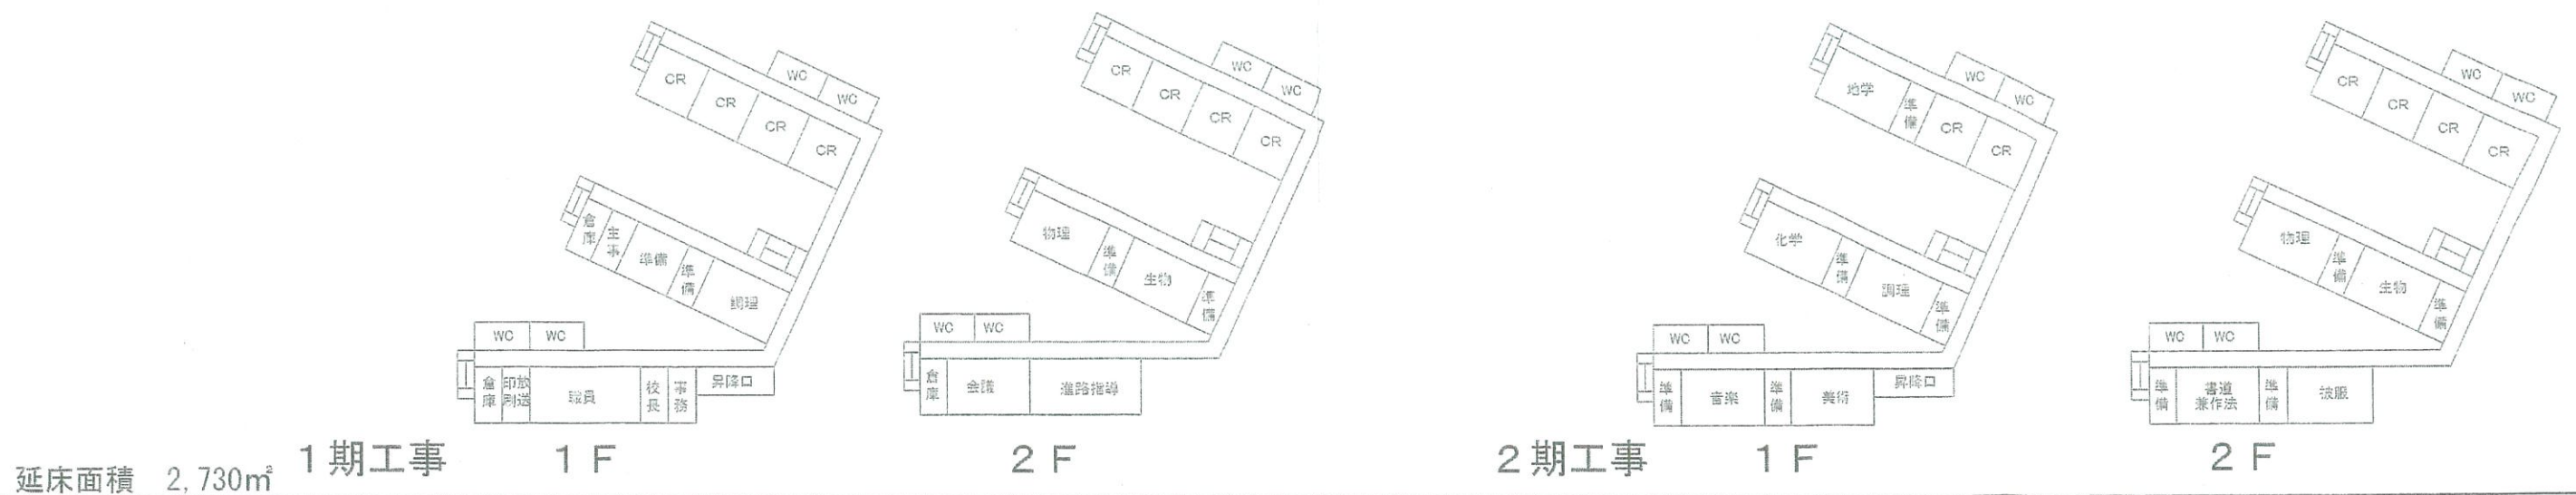 CR
CR
CR
CR
WC
WC
倉庫
主事
準備
準備
調理
WC
WC
倉庫
印刷
放送
職員
校長
事務
昇降口
CR
CR
CR
CR
WC
WC
物理
準備
生物
準備
WC
WC
倉庫
会議
進路指導
地学
準備
CR
CR
WC
WC
化学
準備
調理
準備
WC
WC
準備
音楽
準備
美術
昇降口
CR
CR
CR
CR
WC
WC
物理
準備
生物
準備
WC
WC
準備
書道
兼作法
準備
被服
延床面積 2,730㎡
1期工事
1F
2F
2期工事
1F
2F